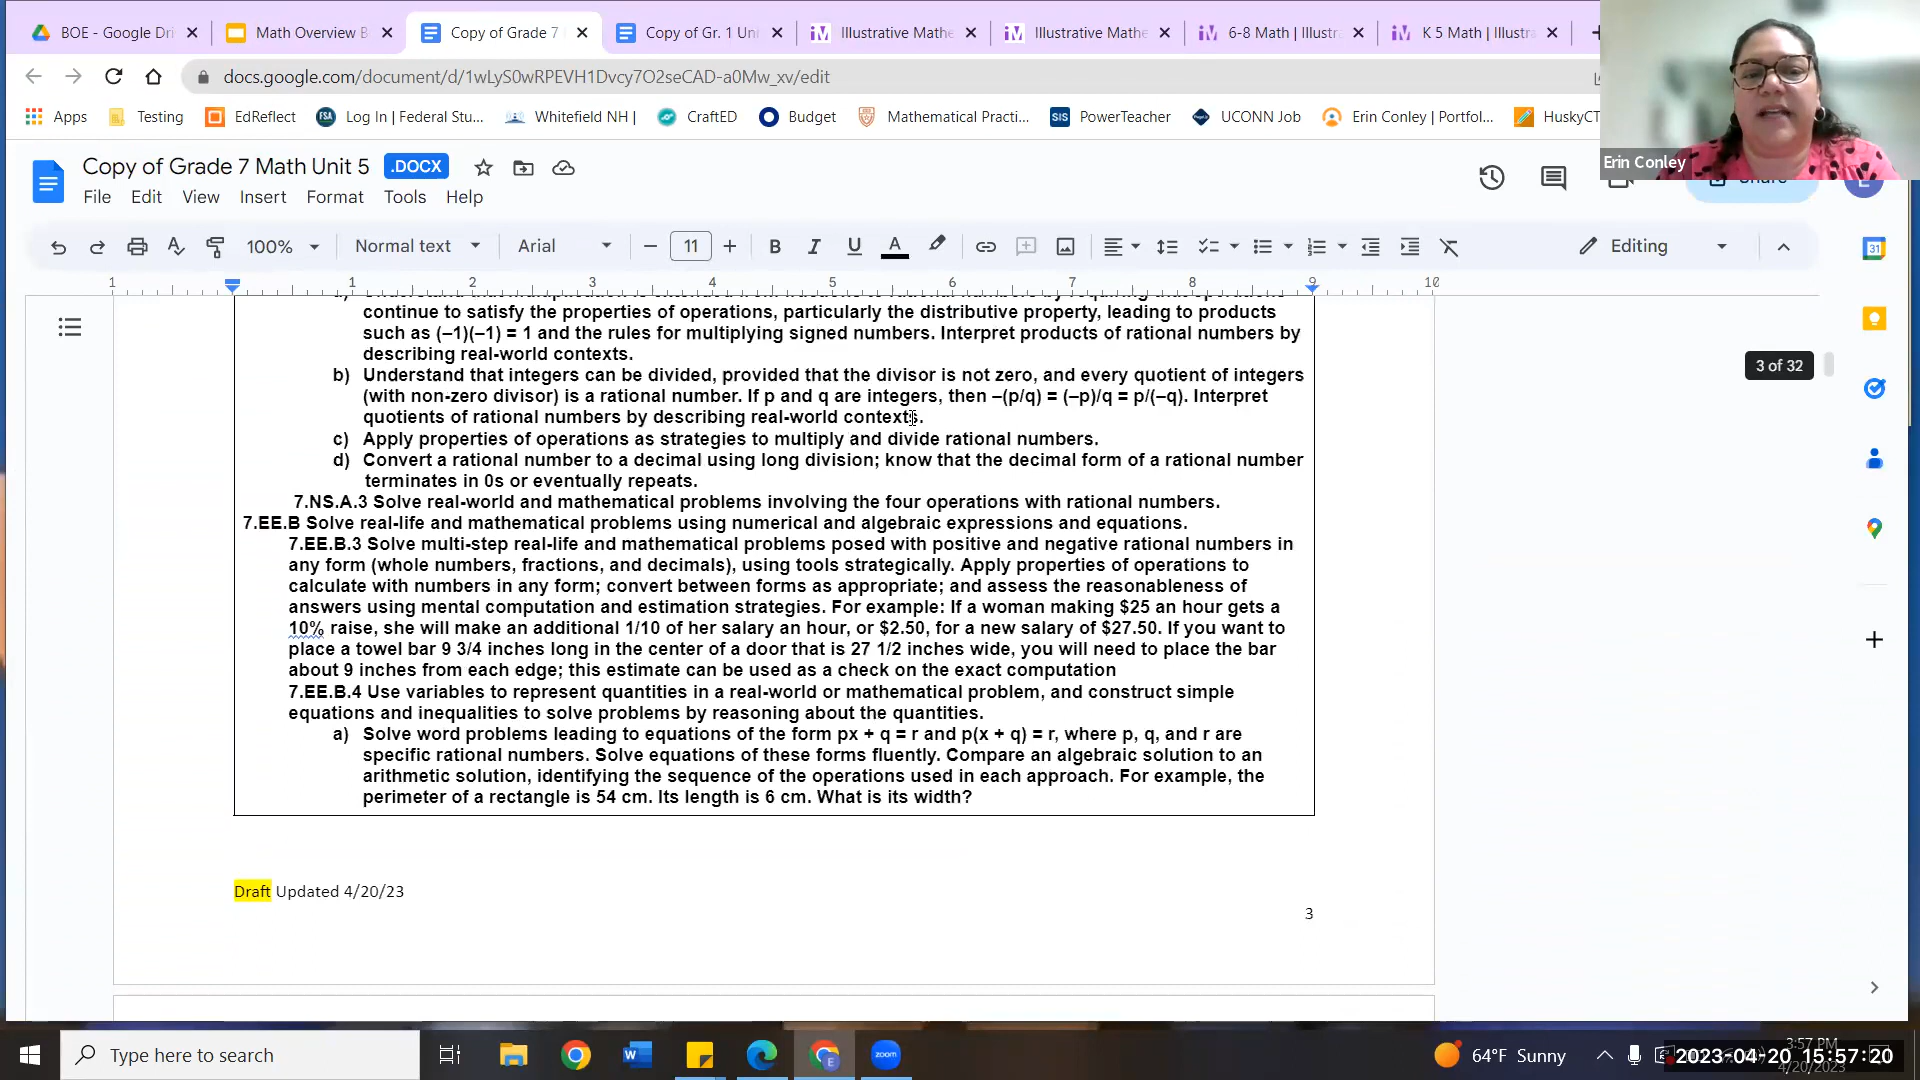 BOE - Google Dri
Math Overview B
Copy of Grade 7
Copy of Gr. 1 Uni
Illustrative Mathe
Illustrative Mathe
6-8 Math | Illustra
K 5 Math | Illustra
docs.google.com/document/d/1wLyS0wRPEVH1Dvcy7O2seCAD-a0Mw_xv/edit
Apps
Testing
EdReflect
Log In | Federal Stu...
Whitefield NH |
CraftED
Budget
Mathematical Practi...
PowerTeacher
UCONN Job
Erin Conley | Portfol...
HuskyCT
Erin Conley
Copy of Grade 7 Math Unit 5 .DOCX
File Edit View Insert Format Tools Help
Share
100% Normal text Arial 11 Editing
1 1 2 3 4 5 6 7 8 9 10
continue to satisfy the properties of operations, particularly the distributive property, leading to products
such as (–1)(–1) = 1 and the rules for multiplying signed numbers. Interpret products of rational numbers by
describing real-world contexts.
b) Understand that integers can be divided, provided that the divisor is not zero, and every quotient of integers
(with non-zero divisor) is a rational number. If p and q are integers, then –(p/q) = (–p)/q = p/(–q). Interpret
quotients of rational numbers by describing real-world contexts.
c) Apply properties of operations as strategies to multiply and divide rational numbers.
d) Convert a rational number to a decimal using long division; know that the decimal form of a rational number
terminates in 0s or eventually repeats.
7.NS.A.3 Solve real-world and mathematical problems involving the four operations with rational numbers.
7.EE.B Solve real-life and mathematical problems using numerical and algebraic expressions and equations.
7.EE.B.3 Solve multi-step real-life and mathematical problems posed with positive and negative rational numbers in
any form (whole numbers, fractions, and decimals), using tools strategically. Apply properties of operations to
calculate with numbers in any form; convert between forms as appropriate; and assess the reasonableness of
answers using mental computation and estimation strategies. For example: If a woman making $25 an hour gets a
10% raise, she will make an additional 1/10 of her salary an hour, or $2.50, for a new salary of $27.50. If you want to
place a towel bar 9 3/4 inches long in the center of a door that is 27 1/2 inches wide, you will need to place the bar
about 9 inches from each edge; this estimate can be used as a check on the exact computation
7.EE.B.4 Use variables to represent quantities in a real-world or mathematical problem, and construct simple
equations and inequalities to solve problems by reasoning about the quantities.
a) Solve word problems leading to equations of the form px + q = r and p(x + q) = r, where p, q, and r are
specific rational numbers. Solve equations of these forms fluently. Compare an algebraic solution to an
arithmetic solution, identifying the sequence of the operations used in each approach. For example, the
perimeter of a rectangle is 54 cm. Its length is 6 cm. What is its width?
3 of 32
Draft Updated 4/20/23
3
Type here to search
zoom
64°F Sunny
3:57 PM
2023-04-20 15:57:20
4/20/2023